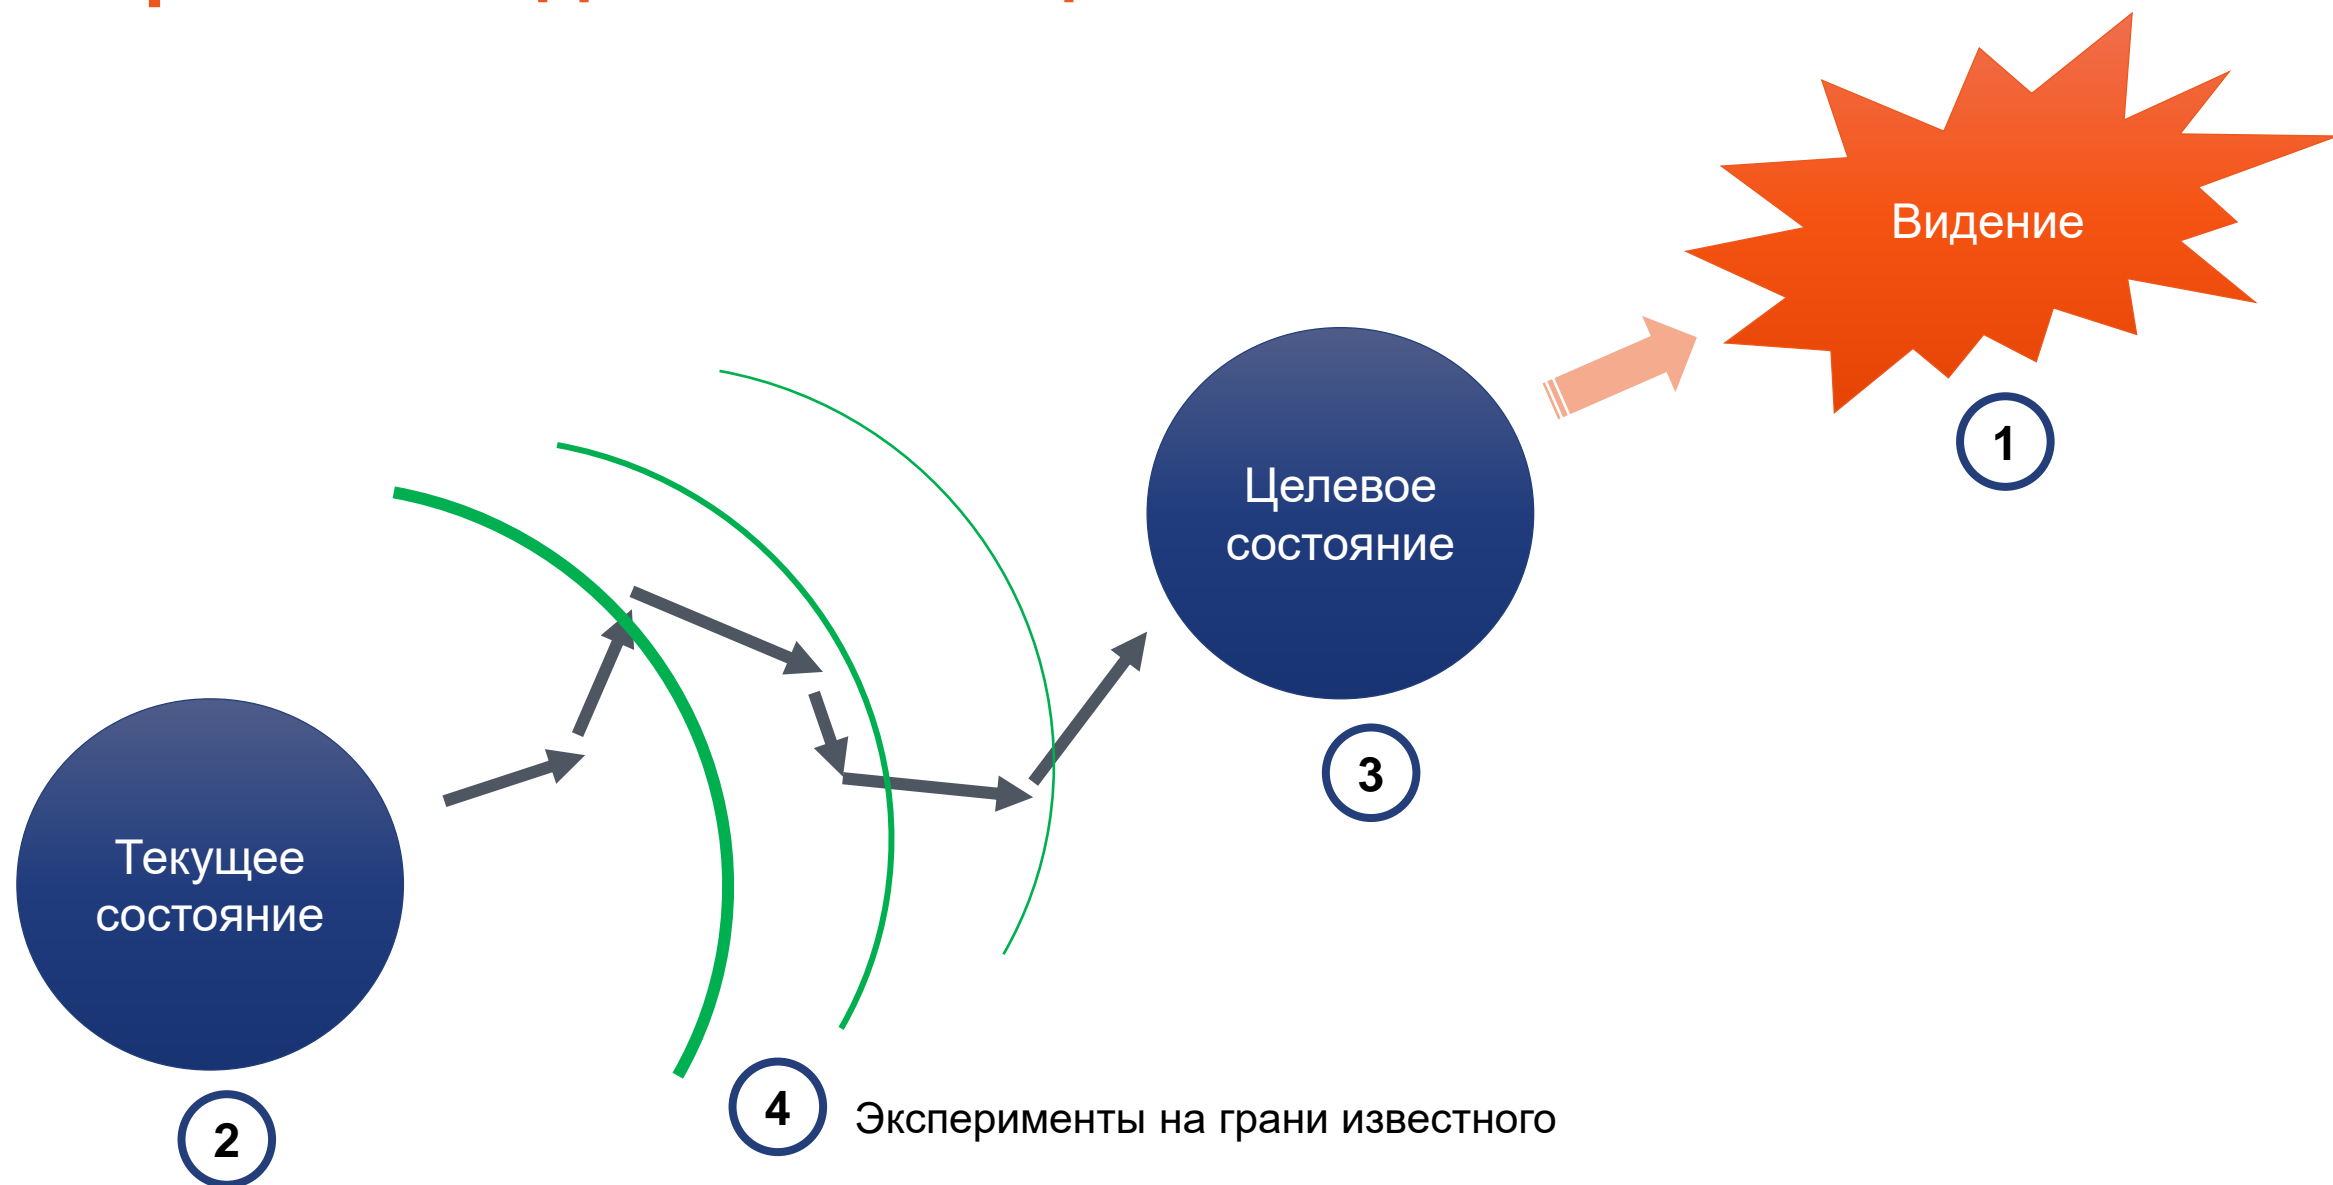 Видение
1
Целевое
состояние
3
Текущее
состояние
2
4
Эксперименты на грани известного